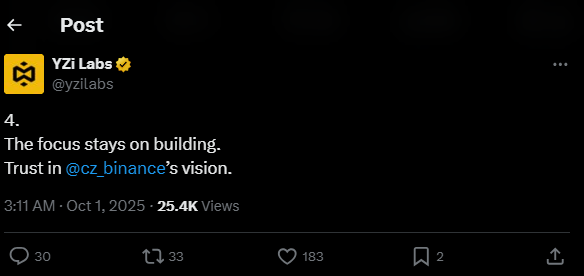 Post
YZi Labs
@yzilabs
4.
The focus stays on building.
Trust in @cz_binance’s vision.
3:11 AM · Oct 1, 2025 · 25.4K Views
30 33 183 2